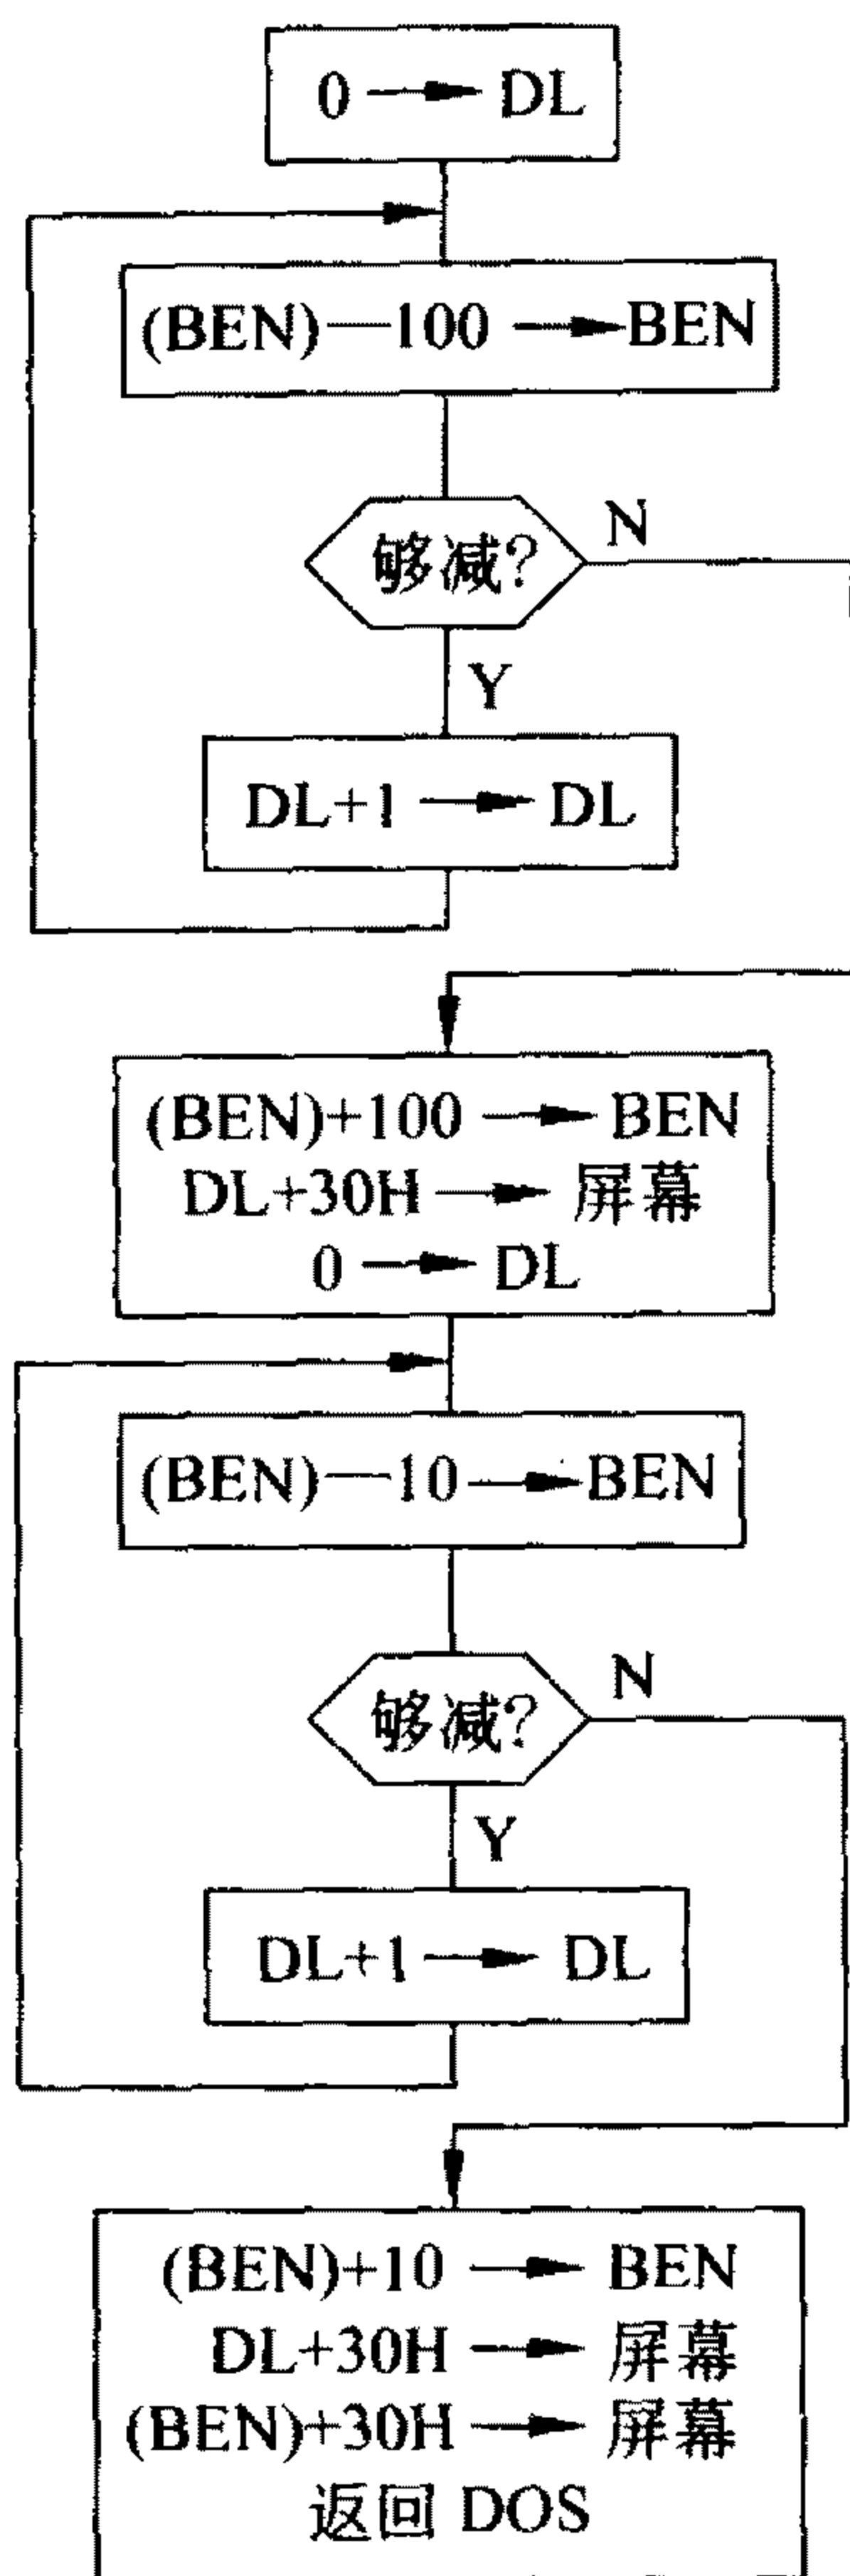 0 → DL
(BEN)—100 → BEN
够减?
N
Y
DL+1 → DL
(BEN)+100 → BEN
DL+30H → 屏幕
0 → DL
(BEN)—10 → BEN
够减?
N
Y
DL+1 → DL
(BEN)+10 → BEN
DL+30H → 屏幕
(BEN)+30H → 屏幕
返回 DOS